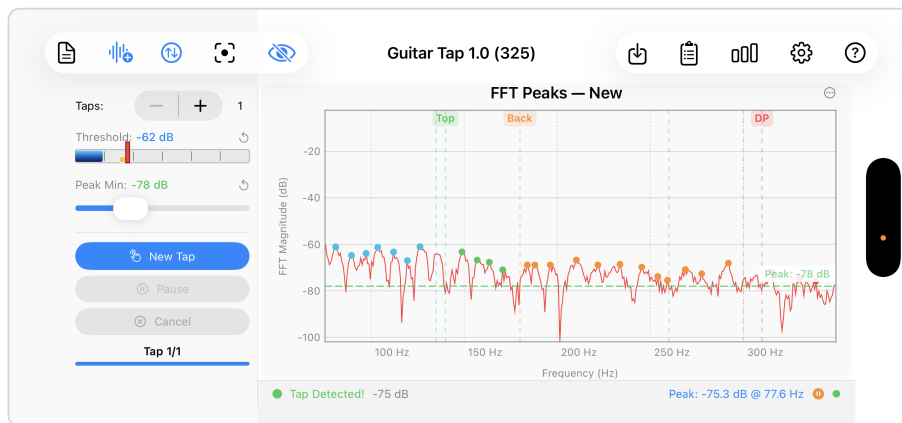 Guitar Tap 1.0 (325)
Taps: 1
Threshold: -62 dB
Peak Min: -78 dB
New Tap
Pause
Cancel
Tap 1/1
FFT Peaks — New
Top
Back
DP
FFT Magnitude (dB)
-20
-40
-60
-80
-100
Peak: -78 dB
100 Hz
150 Hz
200 Hz
250 Hz
300 Hz
Frequency (Hz)
Tap Detected! -75 dB
Peak: -75.3 dB @ 77.6 Hz